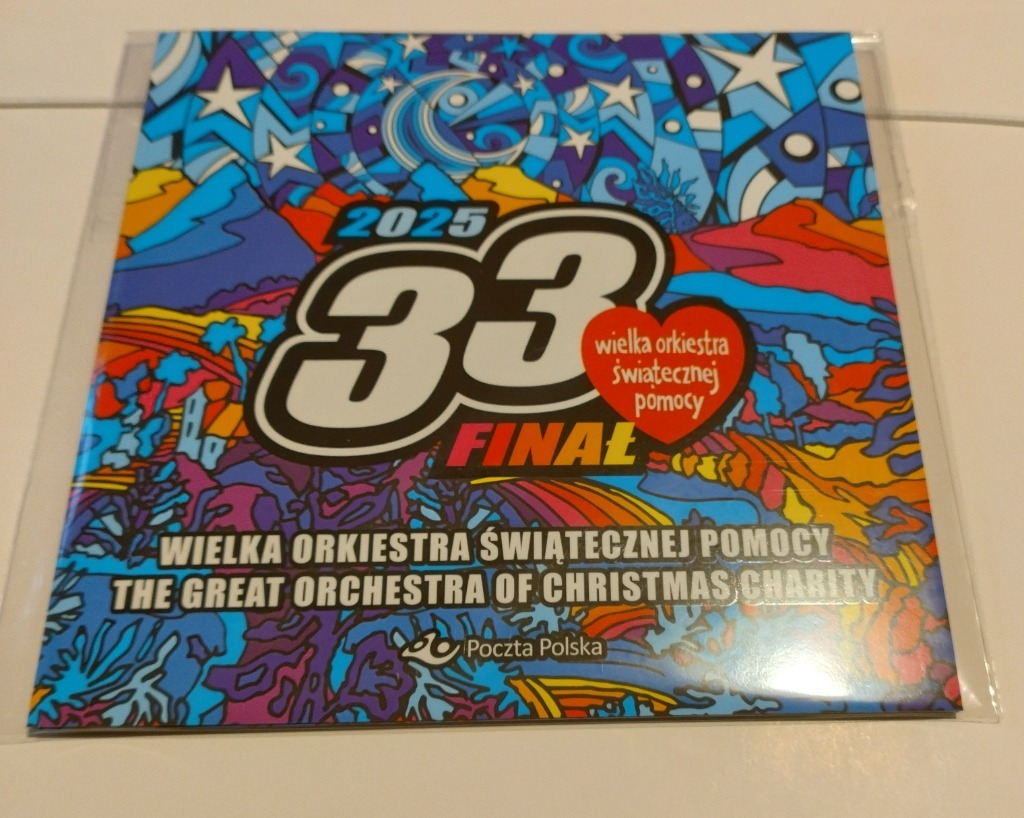 2025
33
wielka orkiestra
świątecznej
pomocy
FINAŁ
WIELKA ORKIESTRA ŚWIĄTECZNEJ POMOCY
THE GREAT ORCHESTRA OF CHRISTMAS CHARITY
Poczta Polska